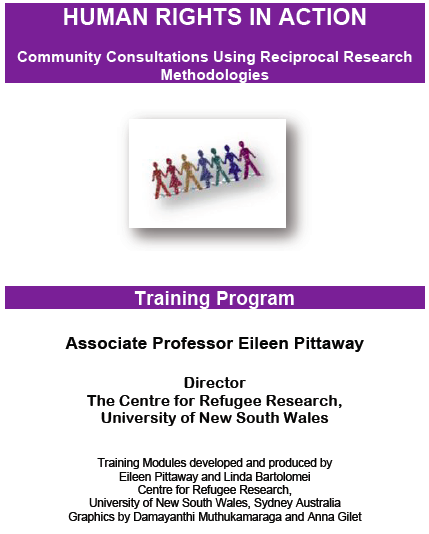 HUMAN RIGHTS IN ACTION
Community Consultations Using Reciprocal Research
Methodologies
Training Program
Associate Professor Eileen Pittaway
Director
The Centre for Refugee Research,
University of New South Wales
Training Modules developed and produced by
Eileen Pittaway and Linda Bartolomei
Centre for Refugee Research,
University of New South Wales, Sydney Australia
Graphics by Damayanthi Muthukamaraga and Anna Gilet